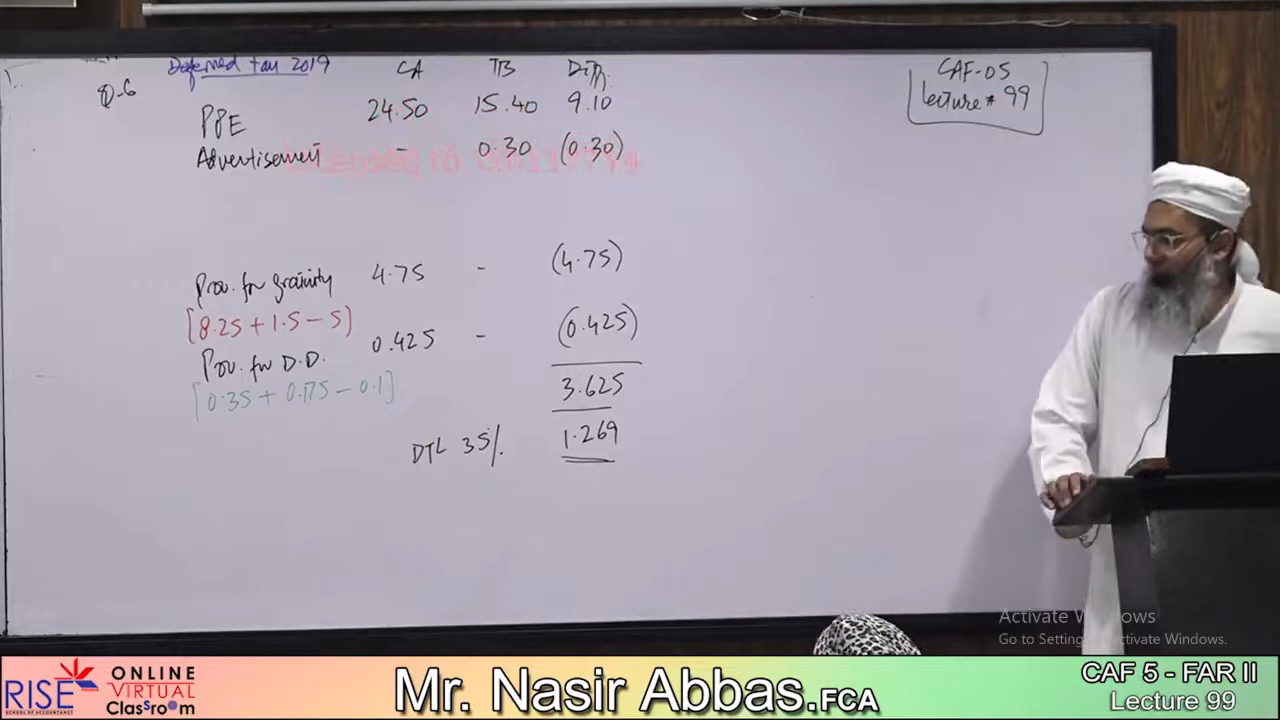 Deferred tax 2019 CA TB Diff.
Q-6
PPE 24.50 15.40 9.10
Advertisement - 0.30 (0.30)
Prov. for gratuity 4.75 - (4.75)
[8.25 + 1.5 - 5]
Prov. for D.D. 0.425 - (0.425)
[0.35 + 0.175 - 0.1]
3.625
DTL 35% 1.269
CAF-05
Lecture # 99
Activate Windows
Go to Settings to activate Windows.
RISE
SCHOOL OF ACCOUNTANCY
ONLINE
VIRTUAL
Classroom
Mr. Nasir Abbas.FCA
CAF 5 - FAR II
Lecture 99